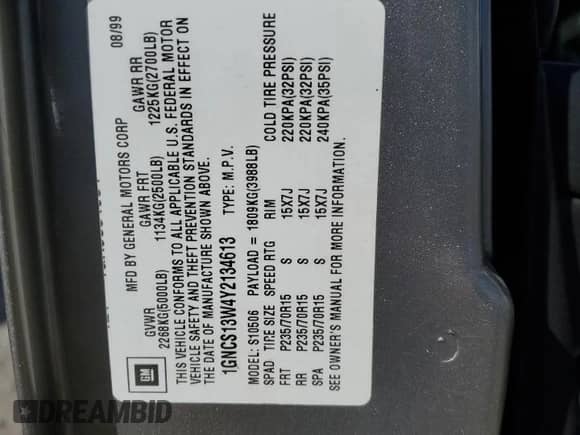 MFD BY GENERAL MOTORS CORP 08/99
GVWR GAWR FRT GAWR RR
2268KG(5000LB) 1134KG(2500LB) 1225KG(2700LB)
THIS VEHICLE CONFORMS TO ALL APPLICABLE U.S. FEDERAL MOTOR
VEHICLE SAFETY AND THEFT PREVENTION STANDARDS IN EFFECT ON
THE DATE OF MANUFACTURE SHOWN ABOVE.
1GNCS13W4Y2134613 TYPE: M.P.V.
MODEL: S10506 PAYLOAD = 1809KG(3988LB)
SPAD TIRE SIZE SPEED RTG RIM COLD TIRE PRESSURE
FRT P235/70R15 S 15X7J 220KPA(32PSI)
RR P235/70R15 S 15X7J 220KPA(32PSI)
SPA P235/70R15 S 15X7J 240KPA(35PSI)
SEE OWNER'S MANUAL FOR MORE INFORMATION.
GM
DREAMBID